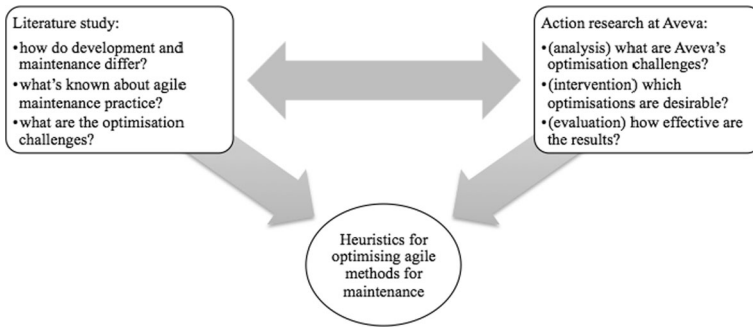 Literature study:
•how do development and
maintenance differ?
•what's known about agile
maintenance practice?
•what are the optimisation
challenges?
Action research at Aveva:
•(analysis) what are Aveva's
optimisation challenges?
•(intervention) which
optimisations are desirable?
•(evaluation) how effective are
the results?
Heuristics for
optimising agile
methods for
maintenance